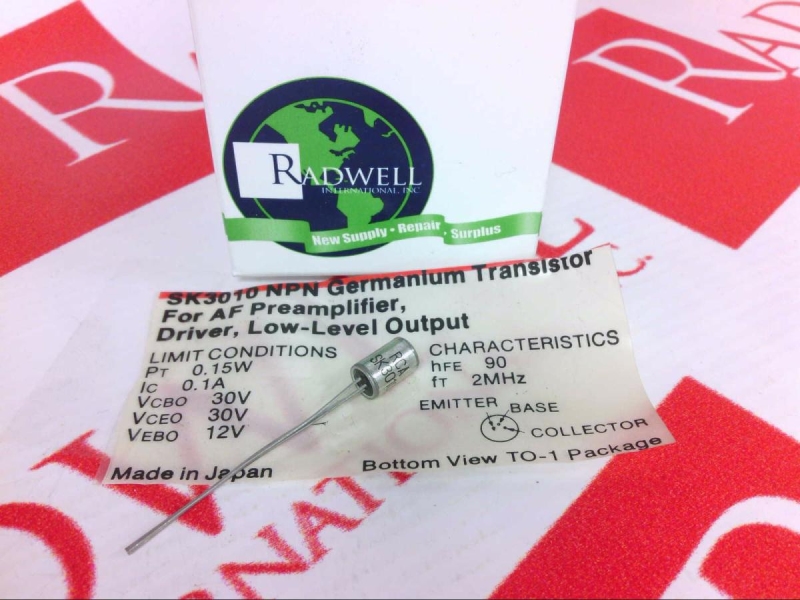 RADWELL
INTERNATIONAL, INC
New Supply • Repair • Surplus
SK3010 NPN Germanium Transistor
For AF Preamplifier,
Driver, Low-Level Output
LIMIT CONDITIONS
PT 0.15W
IC 0.1A
VCBO 30V
VCEO 30V
VEBO 12V
CHARACTERISTICS
hFE 90
fT 2MHz
EMITTER
BASE
COLLECTOR
Bottom View TO-1 Package
Made in Japan
RCA
SK30